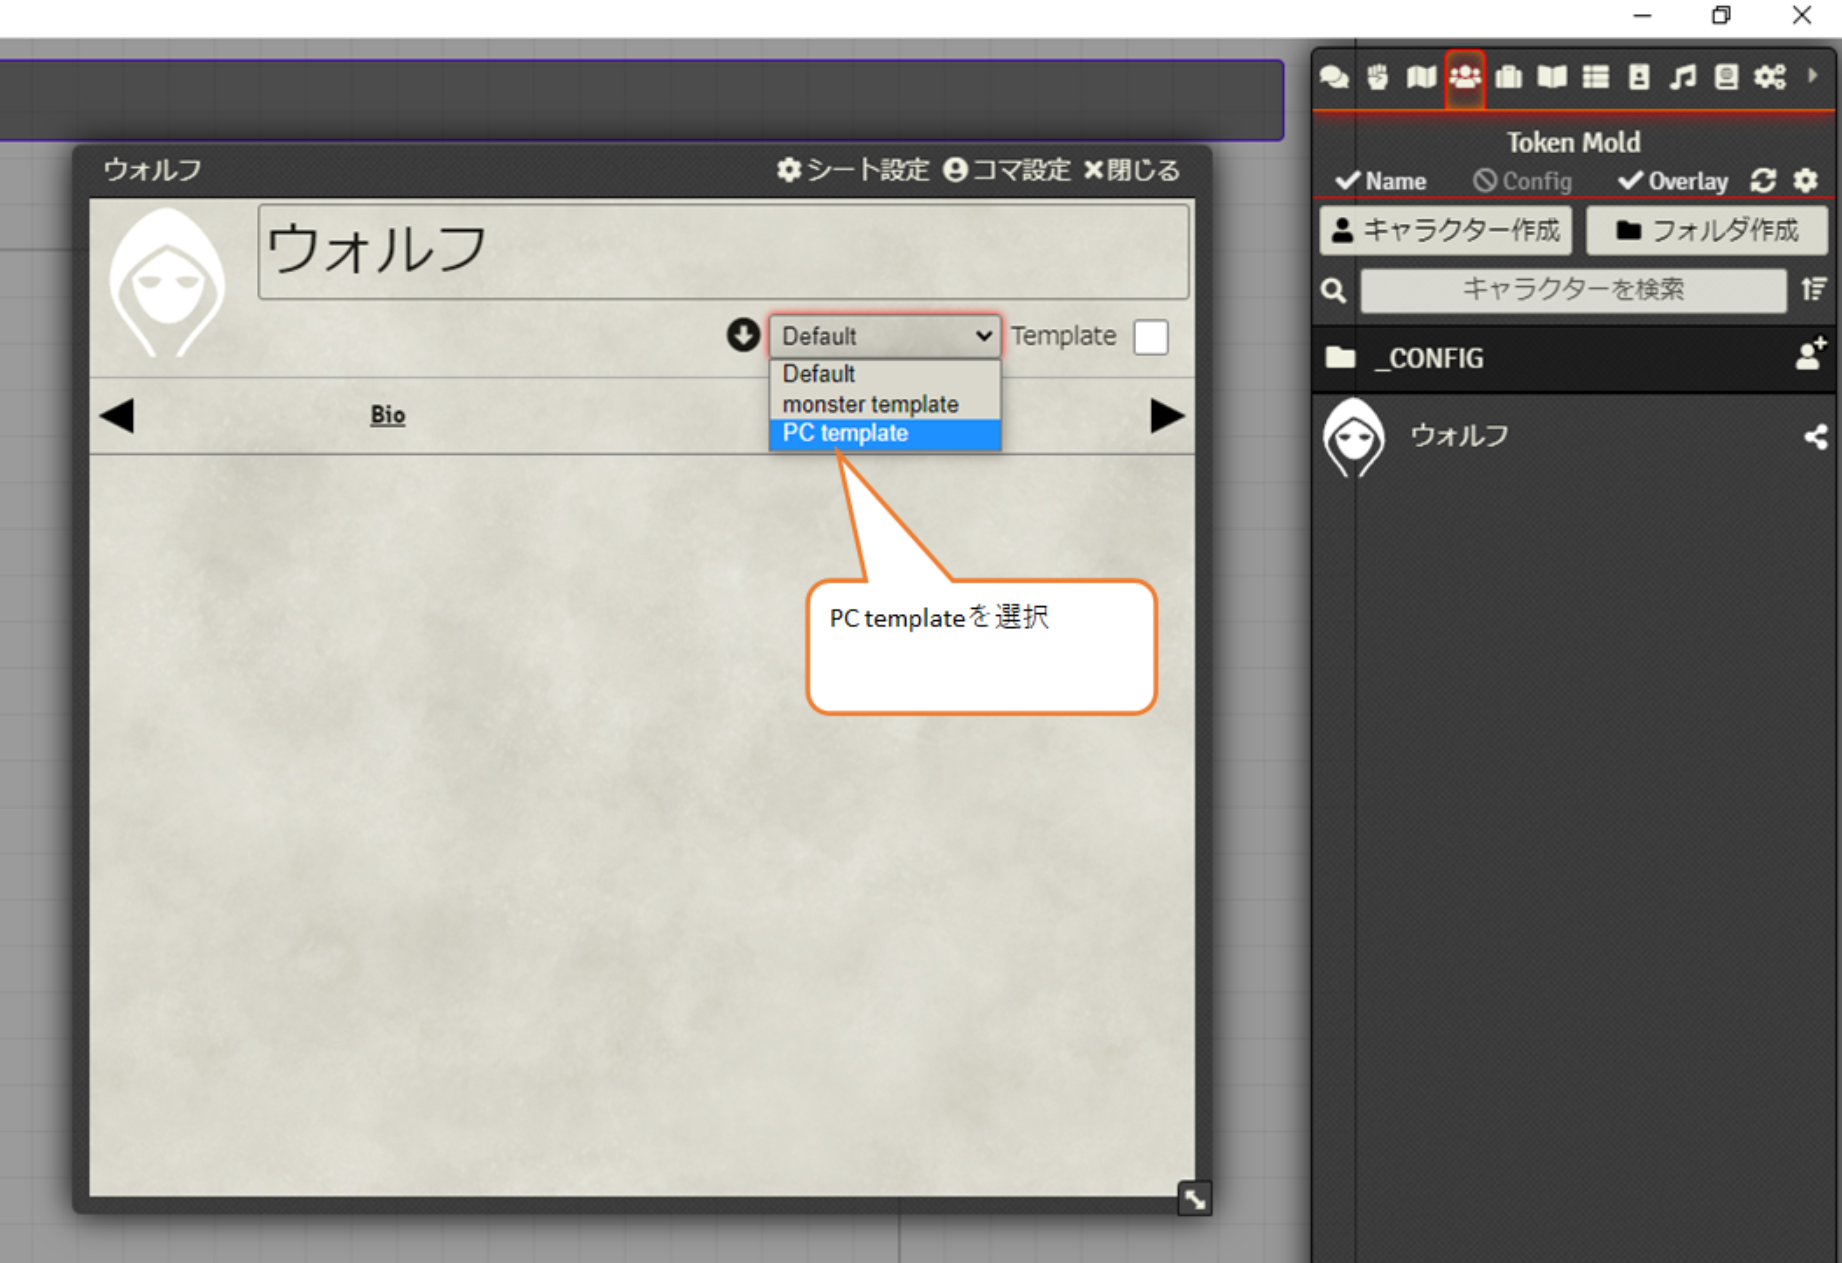 ウォルフ
シート設定 コマ設定 閉じる
ウォルフ
Default Template
Default
monster template
PC template
Bio
PC templateを選択
Token Mold
Name Config Overlay
キャラクター作成 フォルダ作成
キャラクターを検索
_CONFIG
ウォルフ